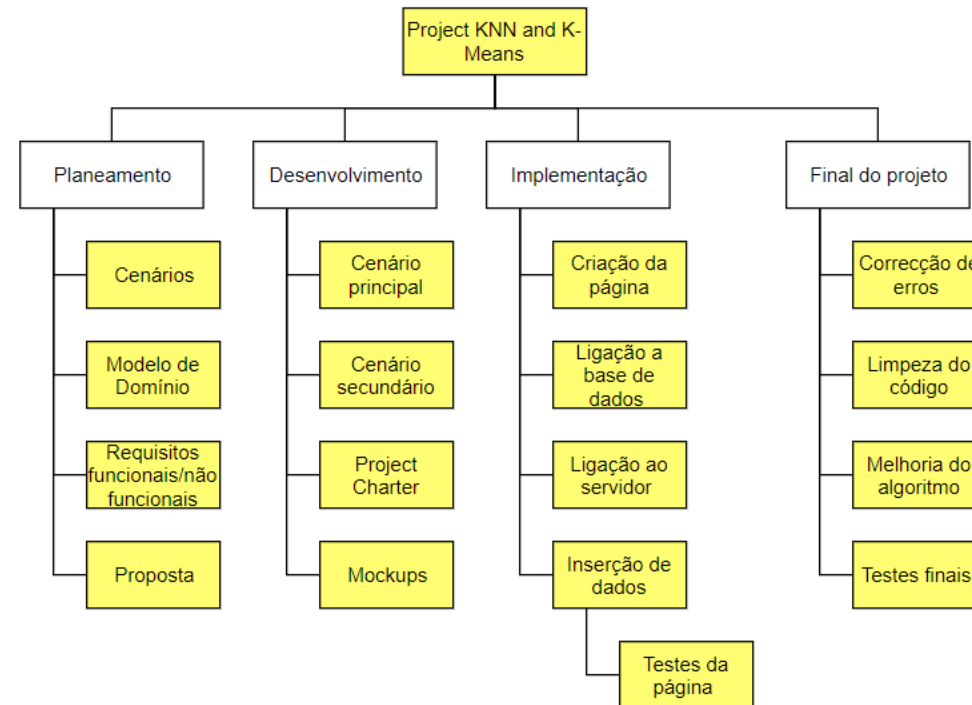 Project KNN and K-
Means
Planeamento
Desenvolvimento
Implementação
Final do projeto
Cenários
Modelo de
Domínio
Requisitos
funcionais/não
funcionais
Proposta
Cenário
principal
Cenário
secundário
Project
Charter
Mockups
Criação da
página
Ligação a
base de
dados
Ligação ao
servidor
Inserção de
dados
Testes da
página
Correcção de
erros
Limpeza do
código
Melhoria do
algoritmo
Testes finais